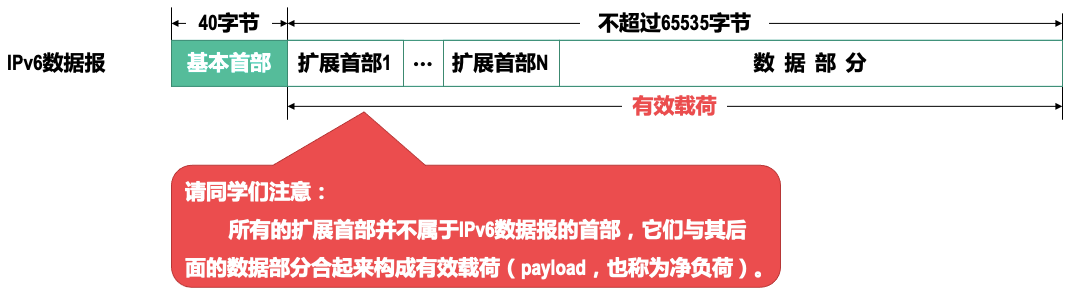 40字节 不超过65535字节
IPv6数据报 基本首部 扩展首部1 … 扩展首部N 数据部分
有效载荷
请同学们注意：
所有的扩展首部并不属于IPv6数据报的首部，它们与其后
面的数据部分合起来构成有效载荷（payload，也称为净负荷）。